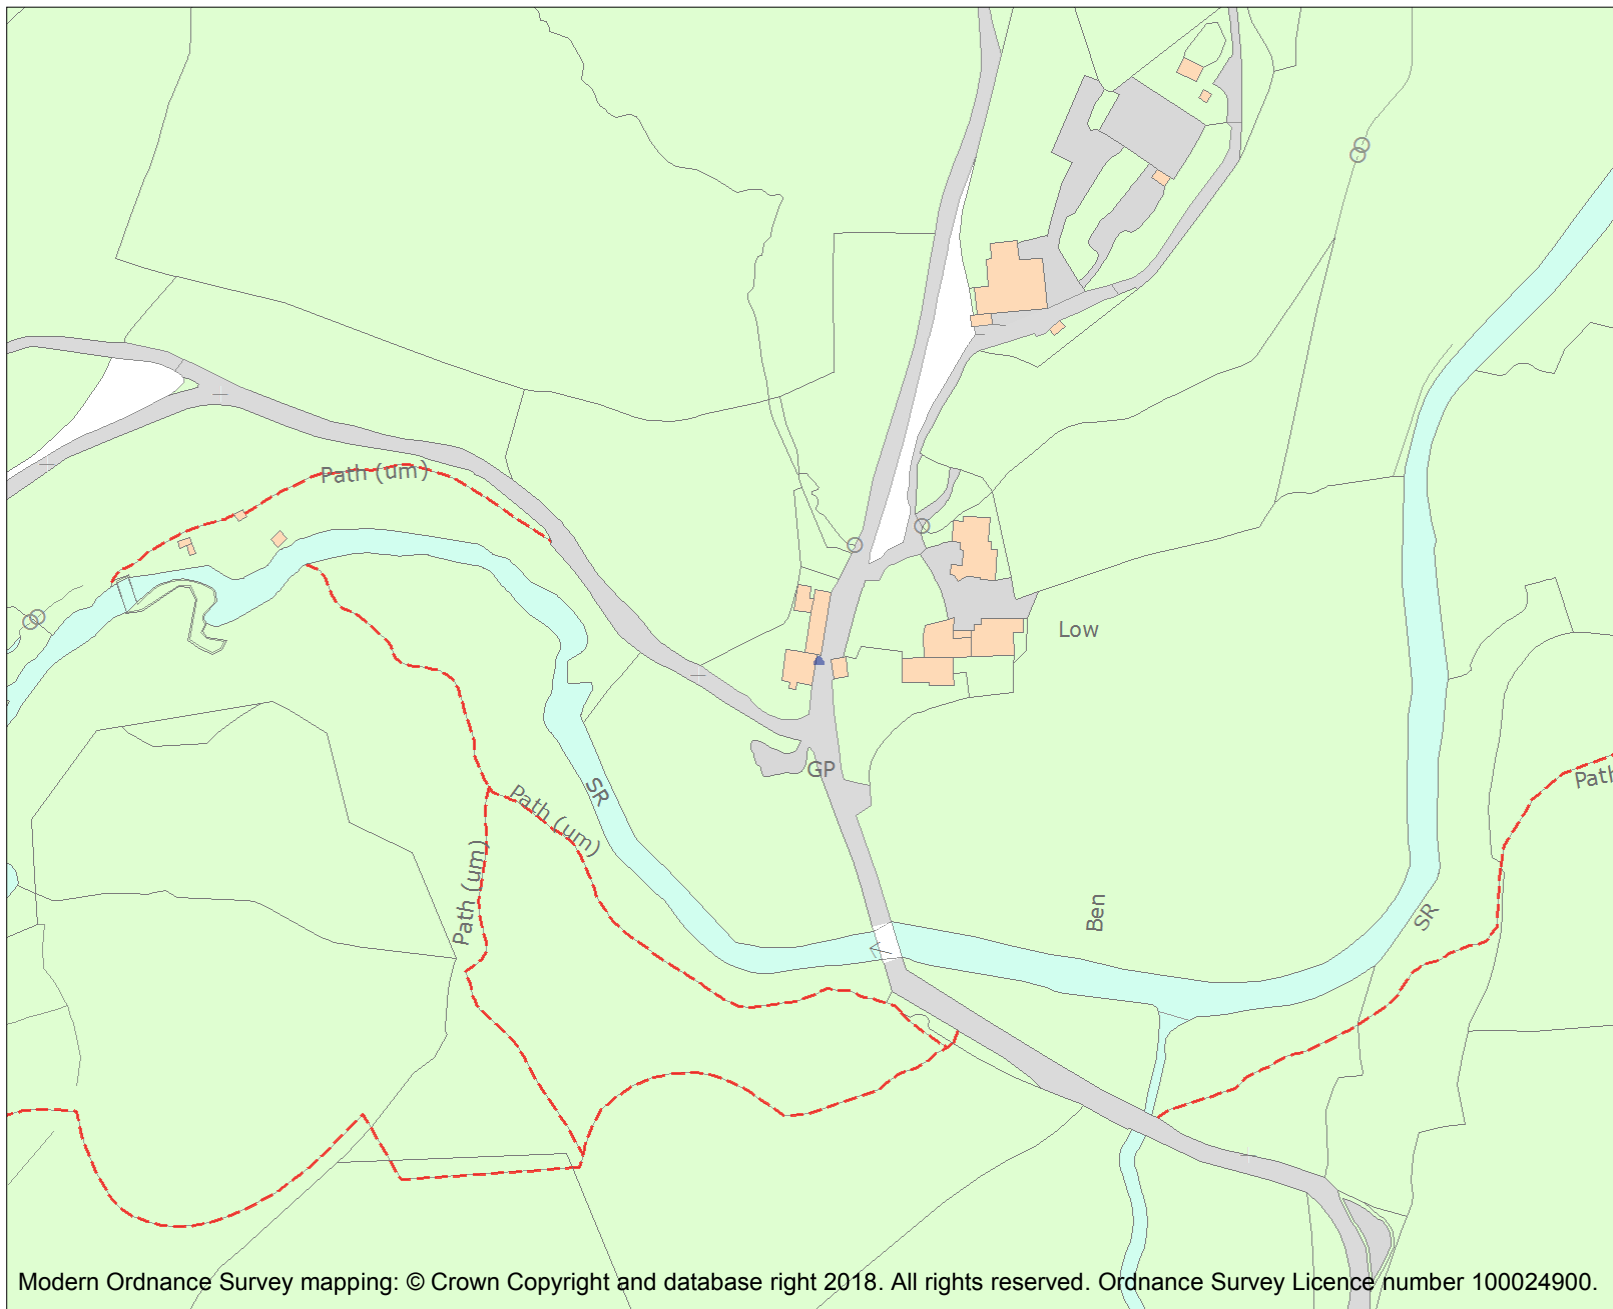 Path (um)
Low
GP
SR
Path (um)
Path (um)
Path
Ben
SR
Modern Ordnance Survey mapping: © Crown Copyright and database right 2018. All rights reserved. Ordnance Survey Licence number 100024900.